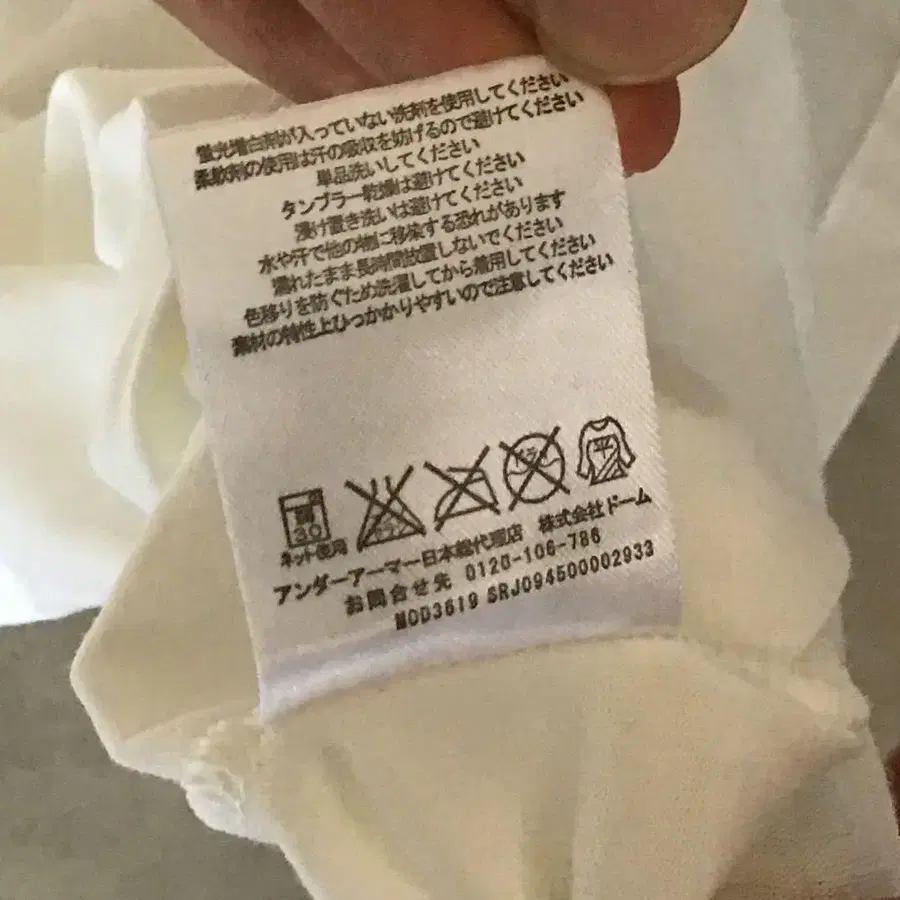 蛍光増白剤が入っていない洗剤を使用してください
柔軟剤の使用は汗の吸収を妨げるので避けてください
単品洗いしてください
タンブラー乾燥は避けてください
浸け置き洗いは避けてください
水や汗で他の物に移染する恐れがあります
濡れたまま長時間放置しないでください
色移りを防ぐため洗濯してから着用してください
素材の特性上ひっかかりやすいので注意してください
弱 30 エンソ ドライ 平
ネット使用
アンダーアーマー日本総代理店 株式会社ドーム
お問合せ先 0120-106-786
MOD3619 SRJ094500002933